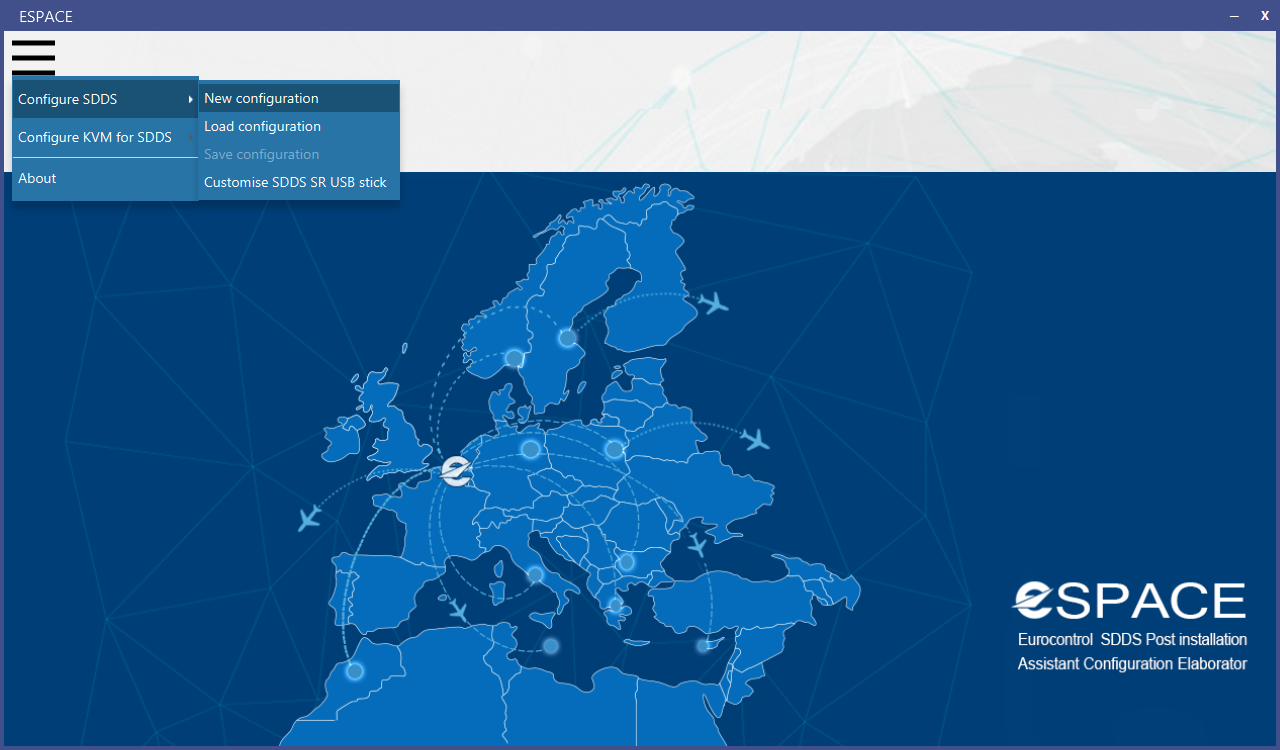 ESPACE
– X
Configure SDDS
Configure KVM for SDDS
About
New configuration
Load configuration
Save configuration
Customise SDDS SR USB stick
eSPACE
Eurocontrol SDDS Post installation
Assistant Configuration Elaborator